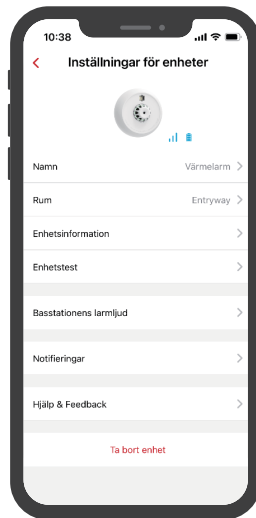 10:38
Inställningar för enheter
Namn Värmelarm
Rum Entryway
Enhetsinformation
Enhetstest
Basstationens larmljud
Notifieringar
Hjälp & Feedback
Ta bort enhet